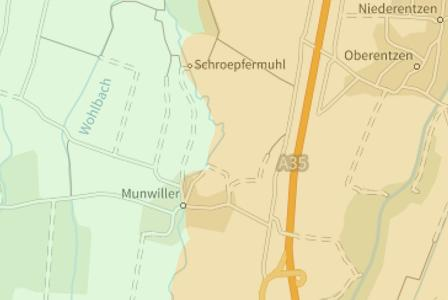 Niederentzen
Oberentzen
Schroepfermuhl
Wohlbach
A35
Munwiller